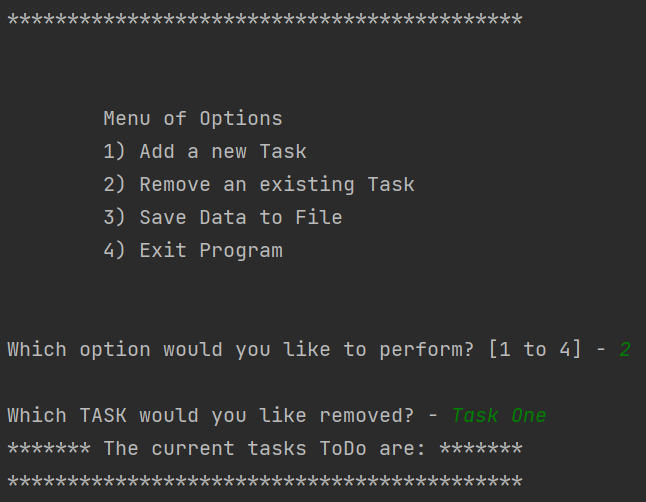 *******************************************
Menu of Options
1) Add a new Task
2) Remove an existing Task
3) Save Data to File
4) Exit Program
Which option would you like to perform? [1 to 4] - 2
Which TASK would you like removed? - Task One
******* The current tasks ToDo are: *******
*******************************************